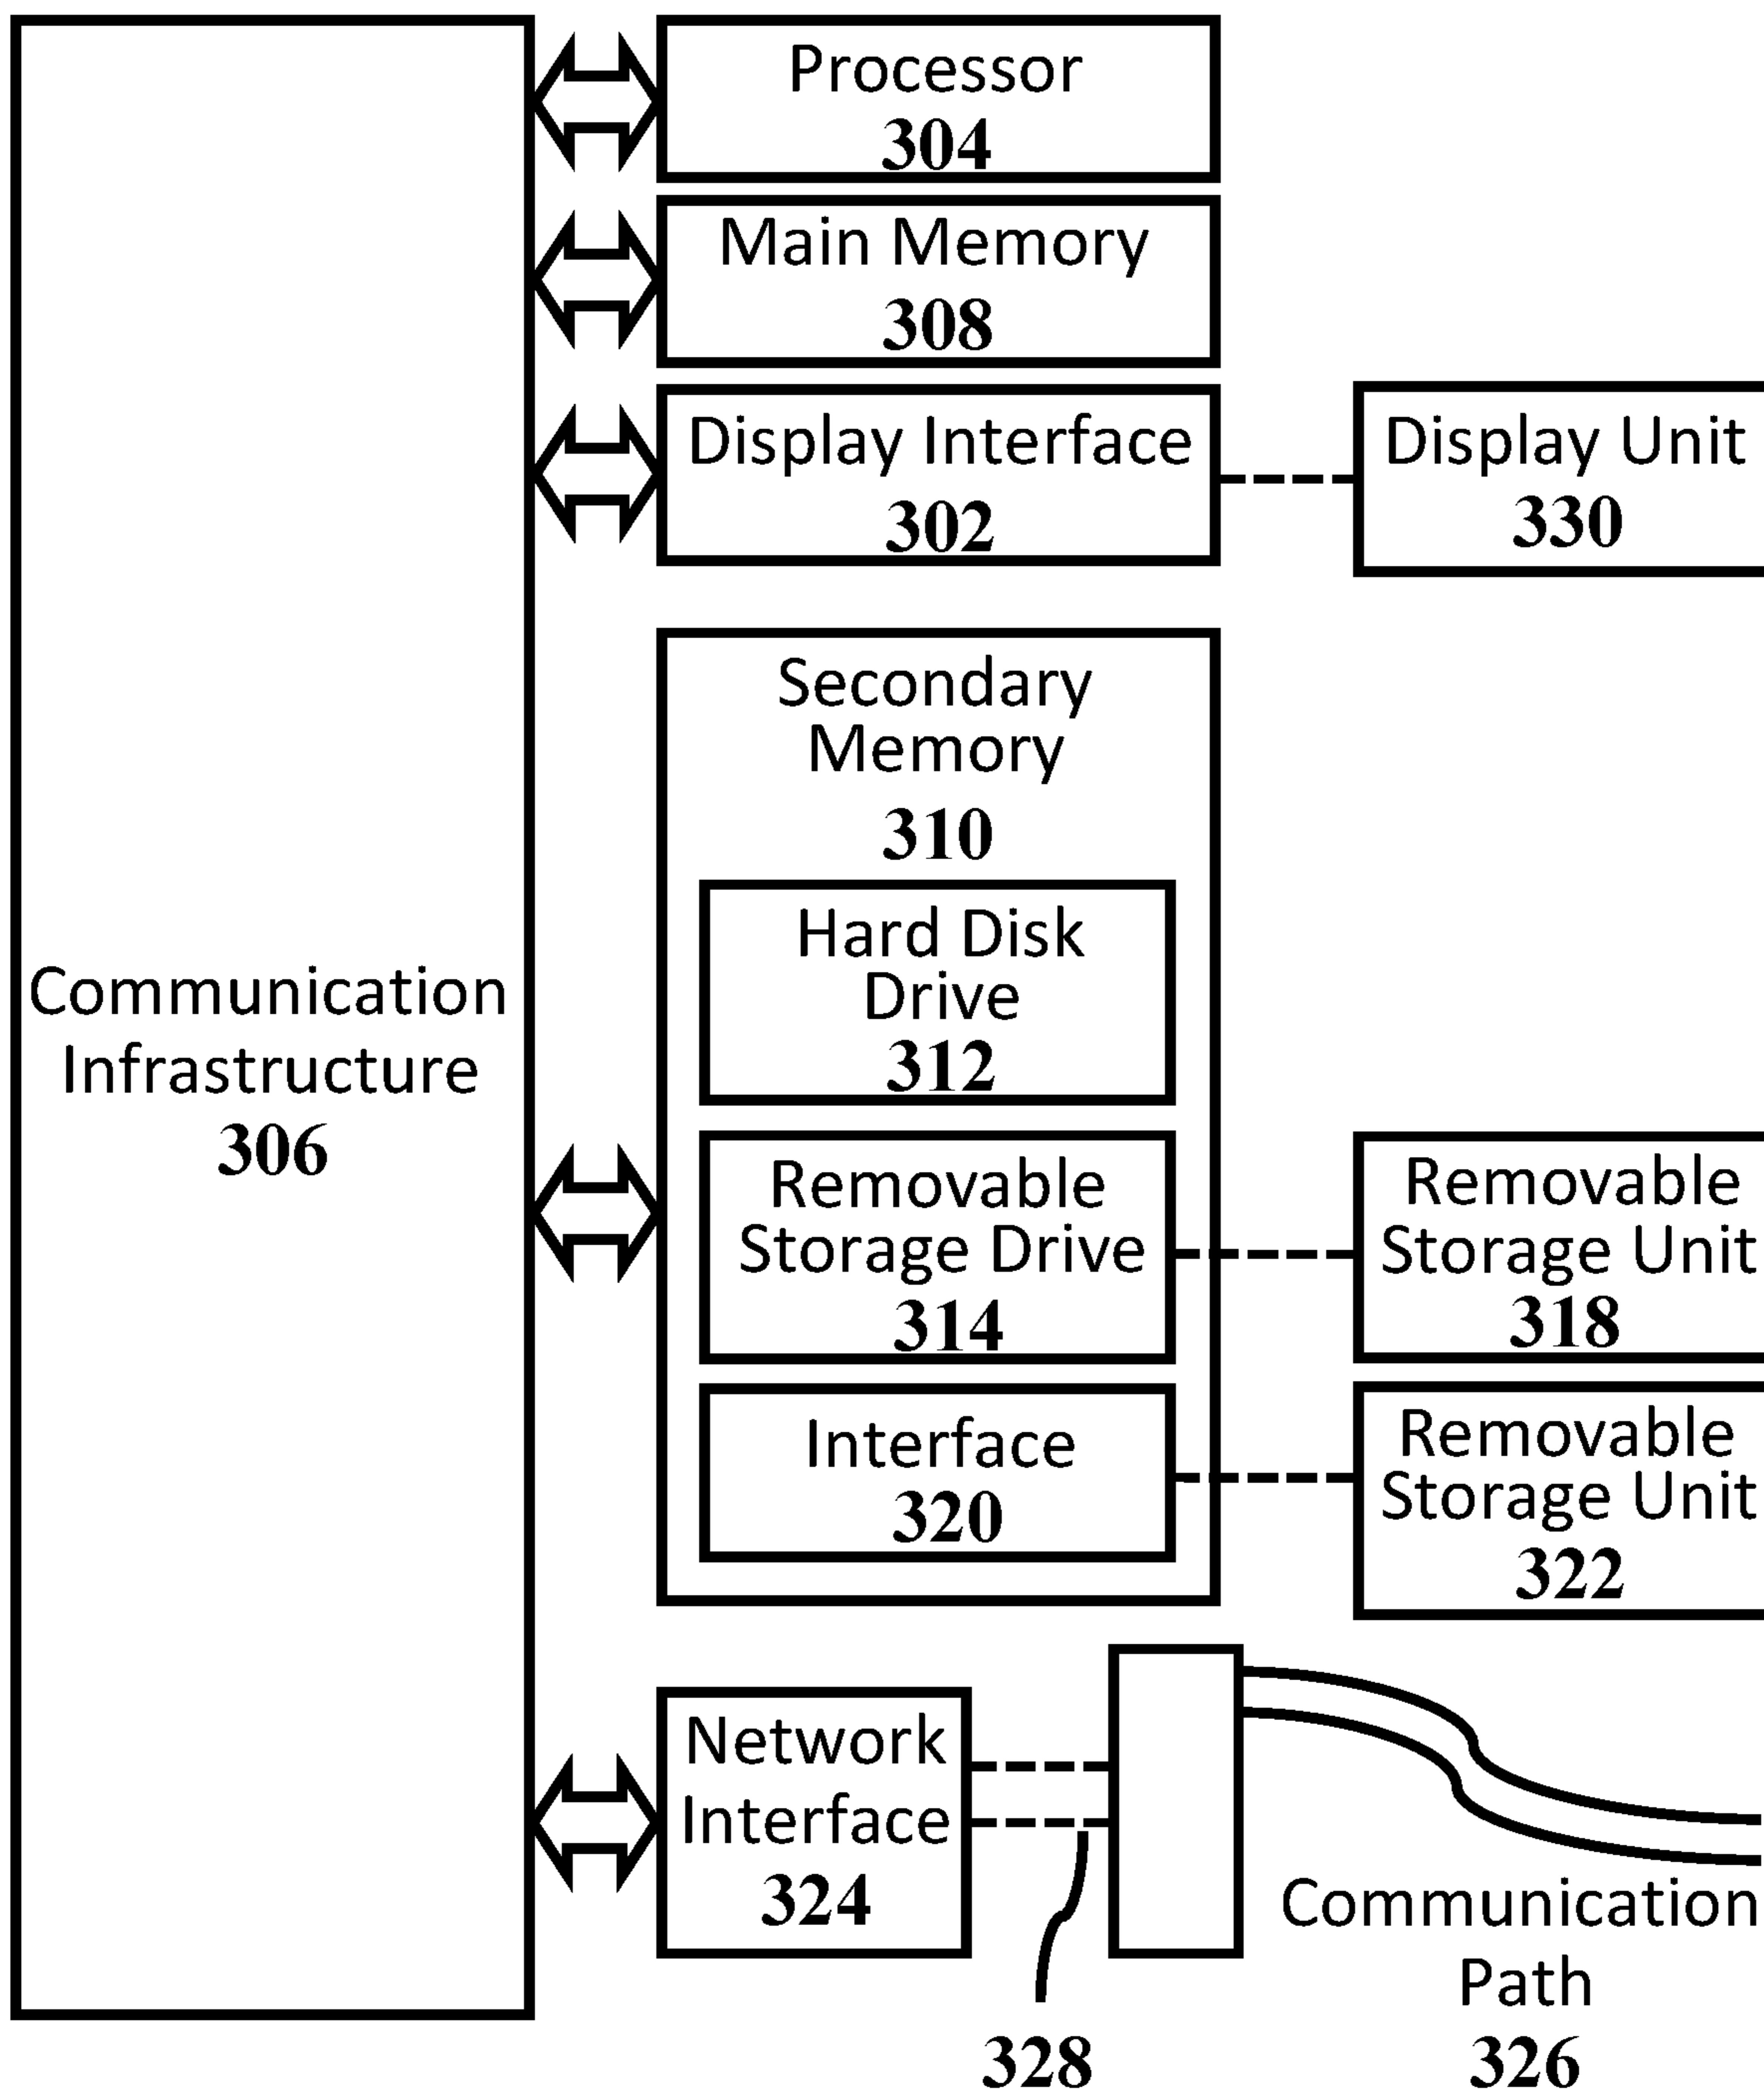 Processor
304
Main Memory
308
Display Interface
302
Display Unit
330
Secondary
Memory
310
Hard Disk
Drive
312
Communication
Infrastructure
306
Removable
Storage Drive
314
Removable
Storage Unit
318
Interface
320
Removable
Storage Unit
322
Network
Interface
324
328
Communication
Path
326